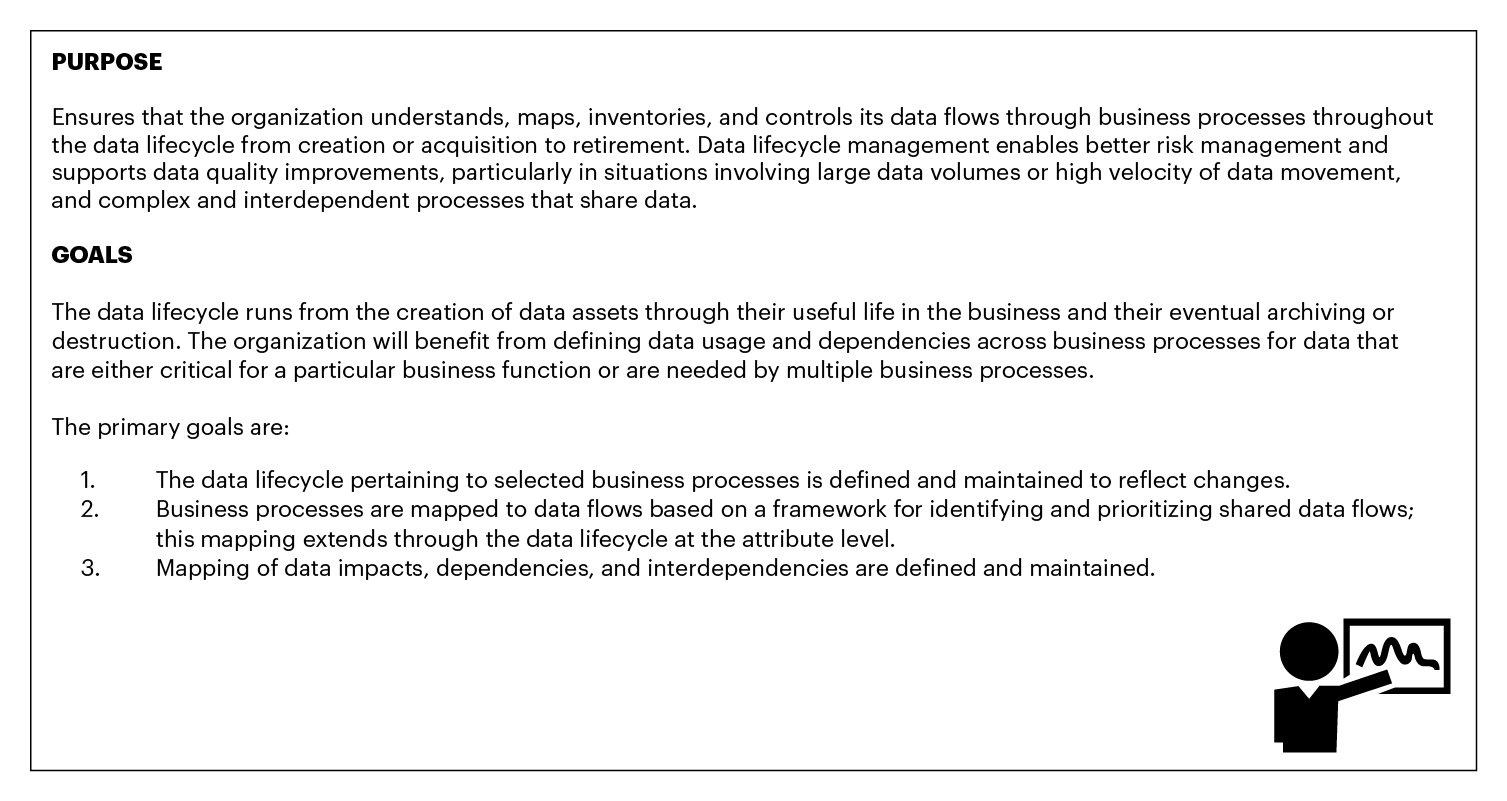 PURPOSE
Ensures that the organization understands, maps, inventories, and controls its data flows through business processes throughout
the data lifecycle from creation or acquisition to retirement. Data lifecycle management enables better risk management and
supports data quality improvements, particularly in situations involving large data volumes or high velocity of data movement,
and complex and interdependent processes that share data.
GOALS
The data lifecycle runs from the creation of data assets through their useful life in the business and their eventual archiving or
destruction. The organization will benefit from defining data usage and dependencies across business processes for data that
are either critical for a particular business function or are needed by multiple business processes.
The primary goals are:
1. The data lifecycle pertaining to selected business processes is defined and maintained to reflect changes.
2. Business processes are mapped to data flows based on a framework for identifying and prioritizing shared data flows;
this mapping extends through the data lifecycle at the attribute level.
3. Mapping of data impacts, dependencies, and interdependencies are defined and maintained.